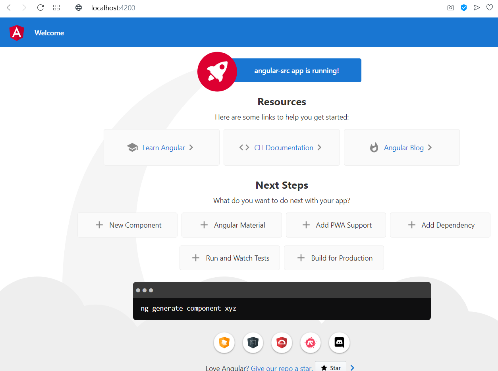 localhost:4200
Welcome
angular-src app is running!
Resources
Here are some links to help you get started:
Learn Angular
CLI Documentation
Angular Blog
Next Steps
What do you want to do next with your app?
New Component
Angular Material
Add PWA Support
Add Dependency
Run and Watch Tests
Build for Production
ng generate component xyz
Love Angular? Give our repo a star. Star